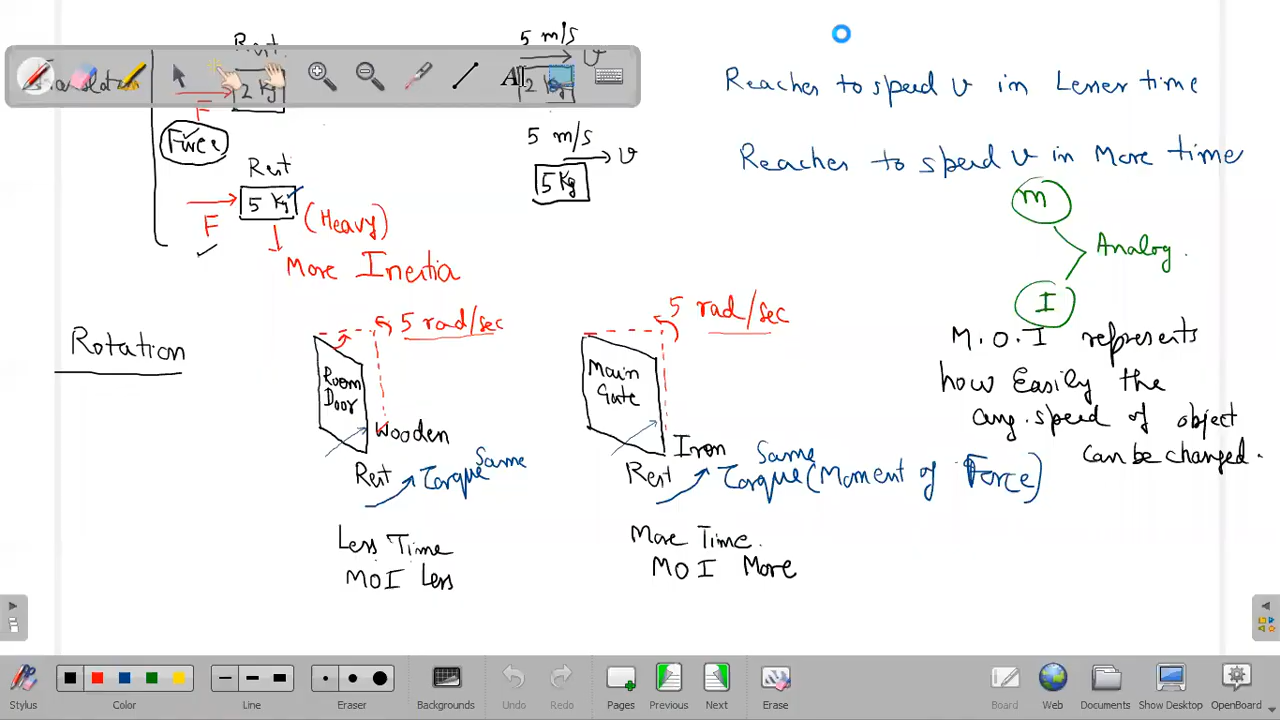 Rest
5 m/s
v
2 kg
2 kg
F
Force
Reaches to speed v in Lesser time
5 m/s
v
Reaches to speed v in More time
Rest
5 Kg
5 Kg
F
(Heavy)
More Inertia
m
Analog.
I
Rotation
5 rad/sec
5 rad/sec
M.O.I represents
how Easily the
ang. speed of object
can be changed.
Room
Door
Main
Gate
Wooden
Iron
Rest
Torque Same
Rest
Same
Torque (Moment of Force)
Less Time
MOI Less
More Time.
MOI More
Stylus
Color
Line
Eraser
Backgrounds
Undo
Redo
Pages
Previous
Next
Erase
Board
Web
Documents
Show Desktop
OpenBoard